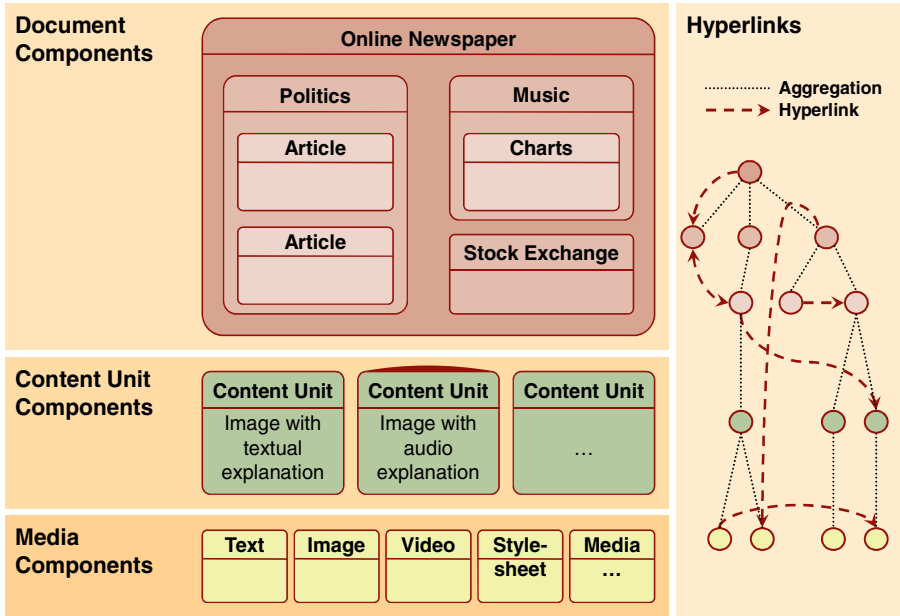 Document
Components
Online Newspaper
Politics
Article
Article
Music
Charts
Stock Exchange
Content Unit
Components
Content Unit
Image with
textual
explanation
Content Unit
Image with
audio
explanation
Content Unit
…
Media
Components
Text
Image
Video
Style-
sheet
Media
…
Hyperlinks
Aggregation
Hyperlink